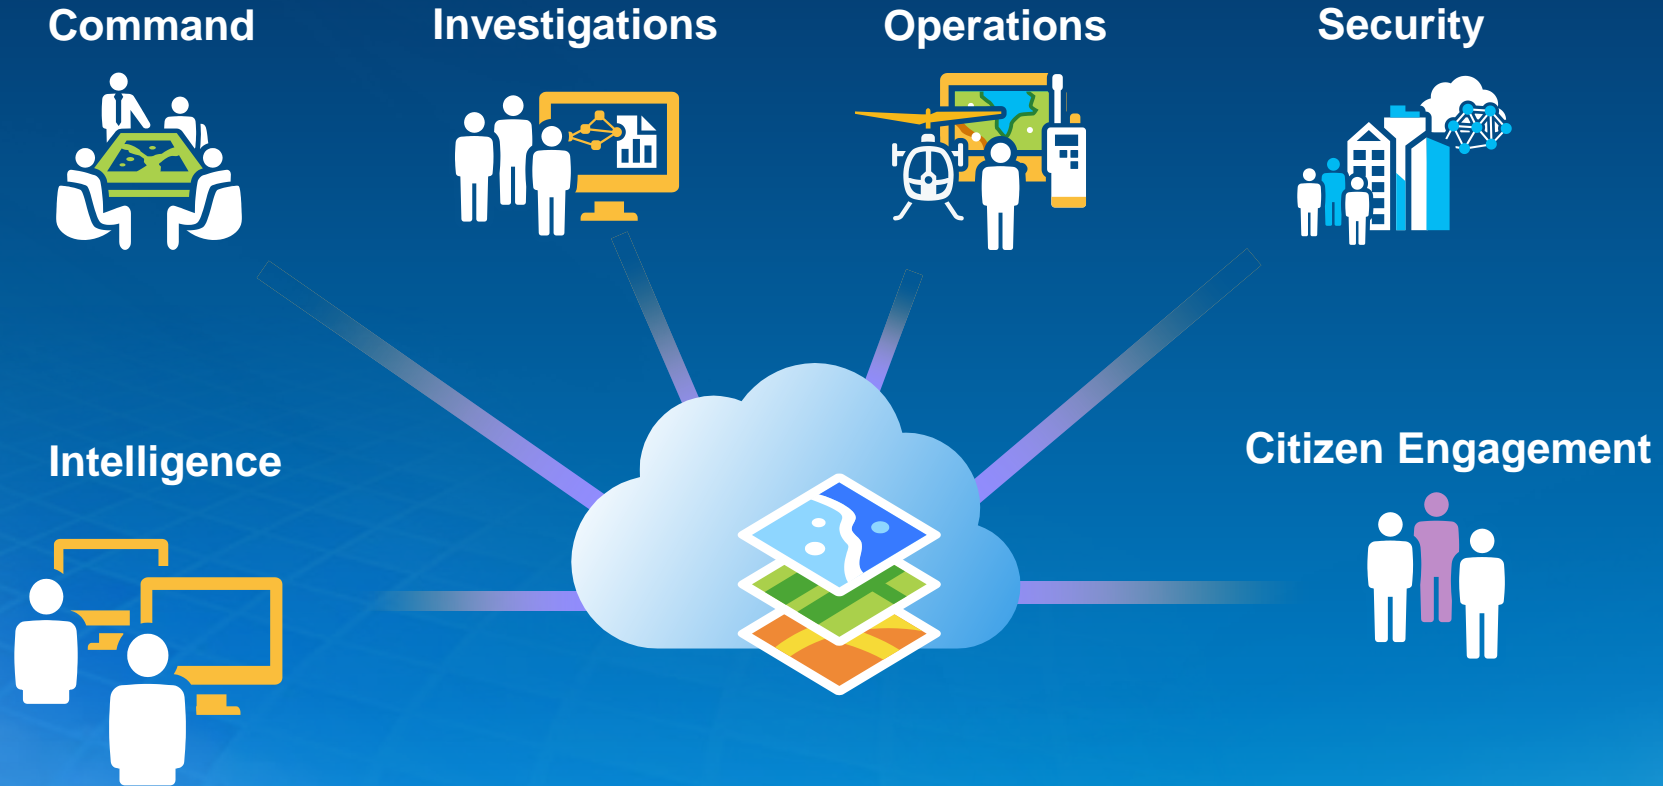 Command
Investigations
Operations
Security
Intelligence
Citizen Engagement